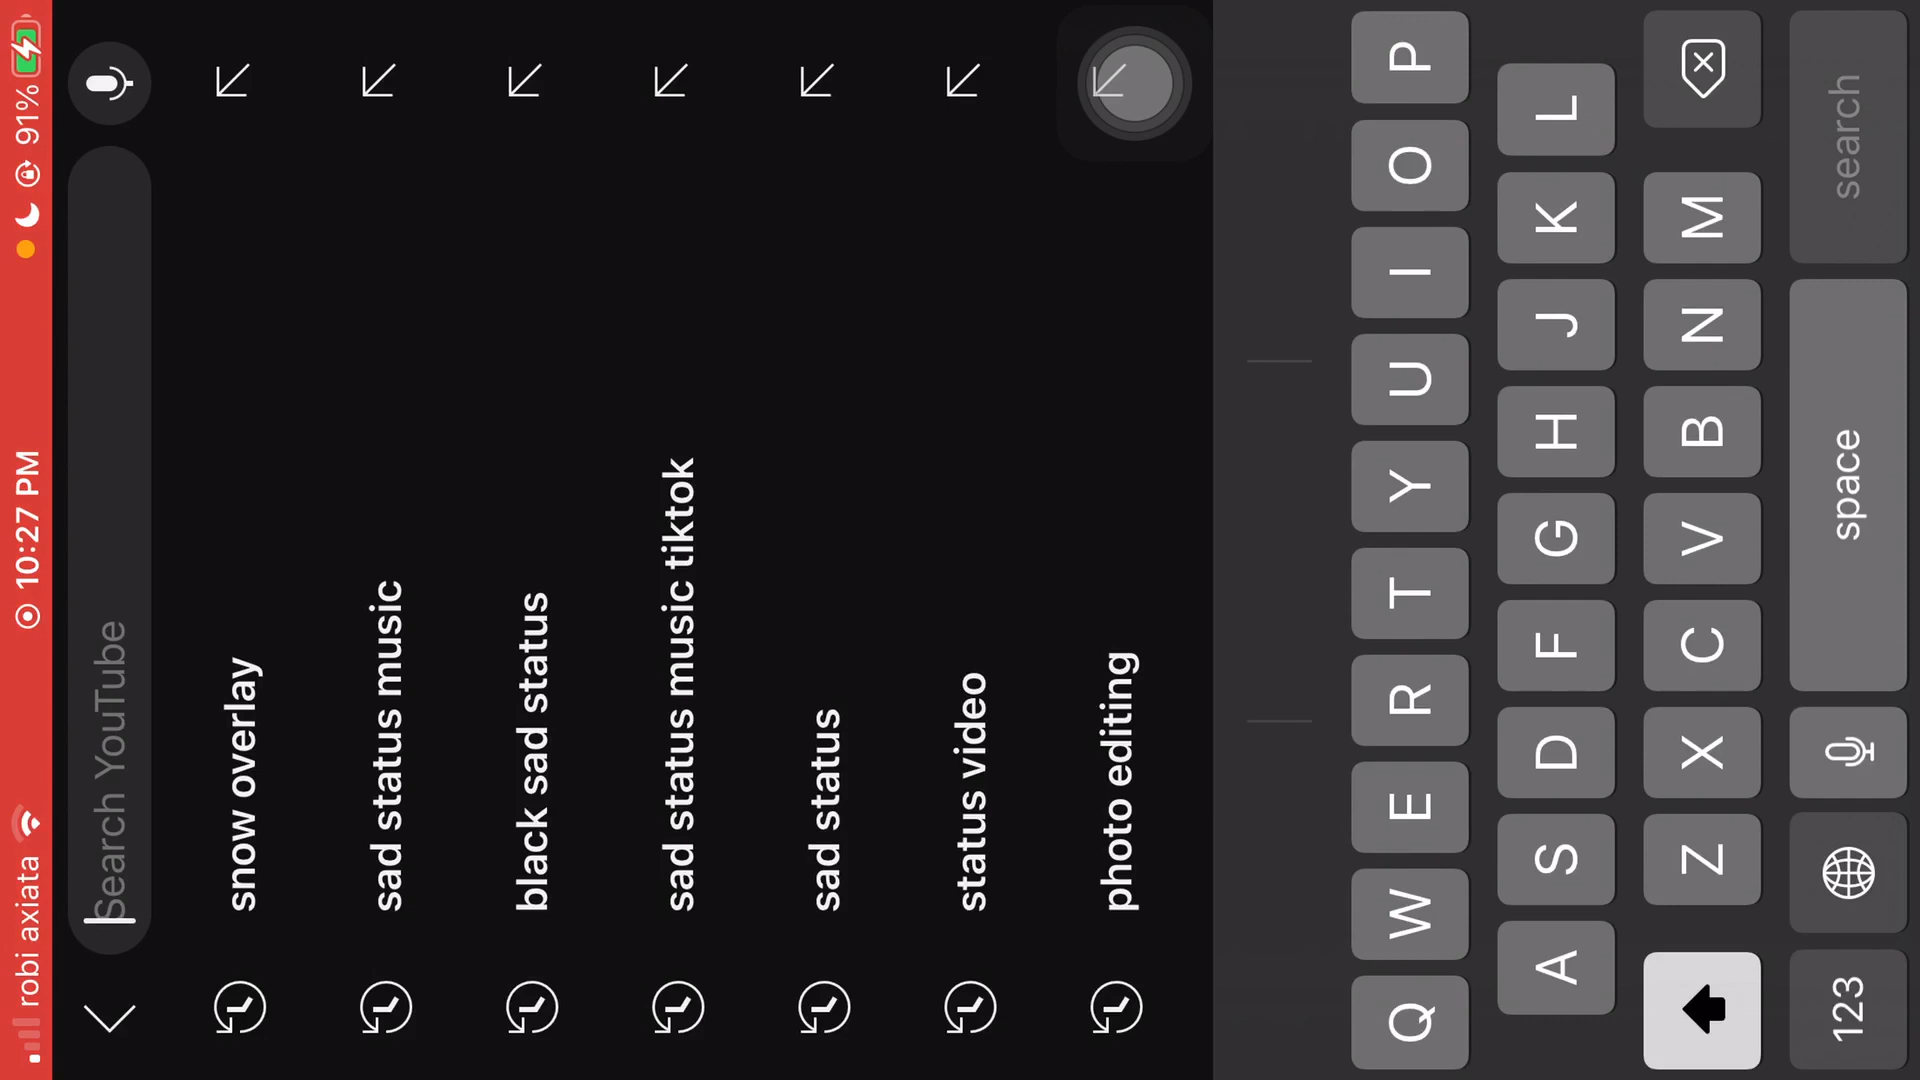 robi axiata 10:27 PM 91%
Search YouTube
snow overlay
sad status music
black sad status
sad status music tiktok
sad status
status video
photo editing
Q W E R T Y U I O P
A S D F G H J K L
Z X C V B N M
123 space search